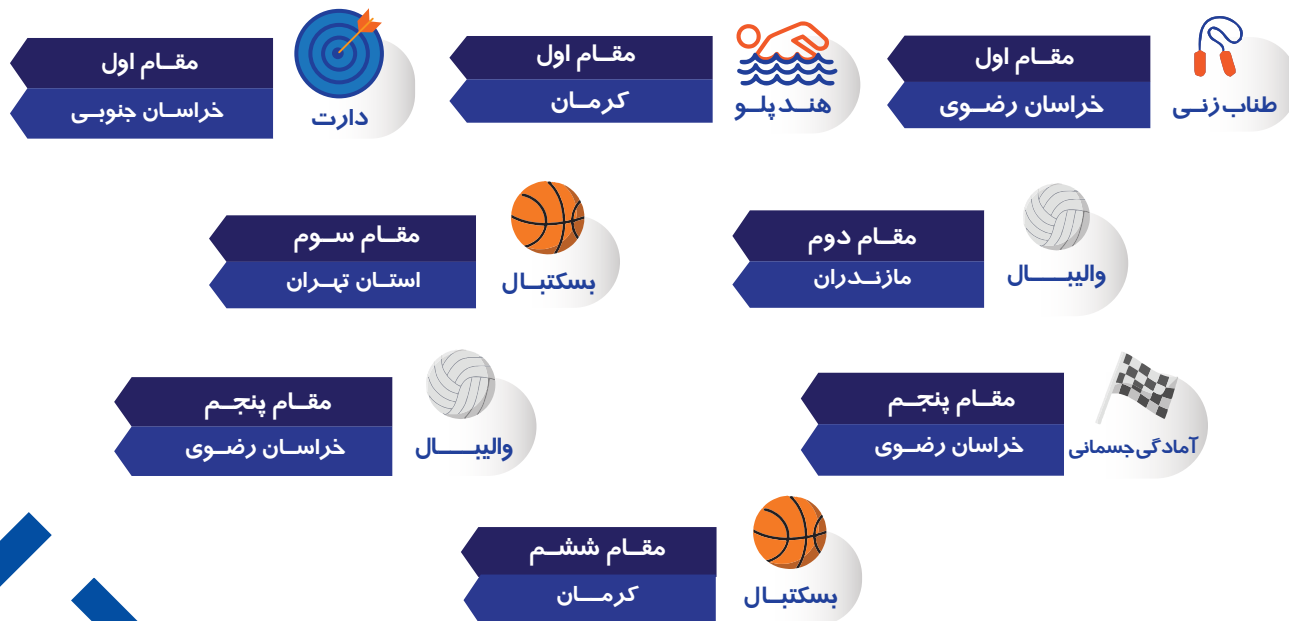 طناب زنی
مقام اول
خراسان رضوی
هندپلو
مقام اول
کرمان
دارت
مقام اول
خراسان جنوبی
والیبال
مقام دوم
مازندران
بسکتبال
مقام سوم
استان تهران
آمادگی جسمانی
مقام پنجم
خراسان رضوی
والیبال
مقام پنجم
خراسان رضوی
بسکتبال
مقام ششم
کرمان